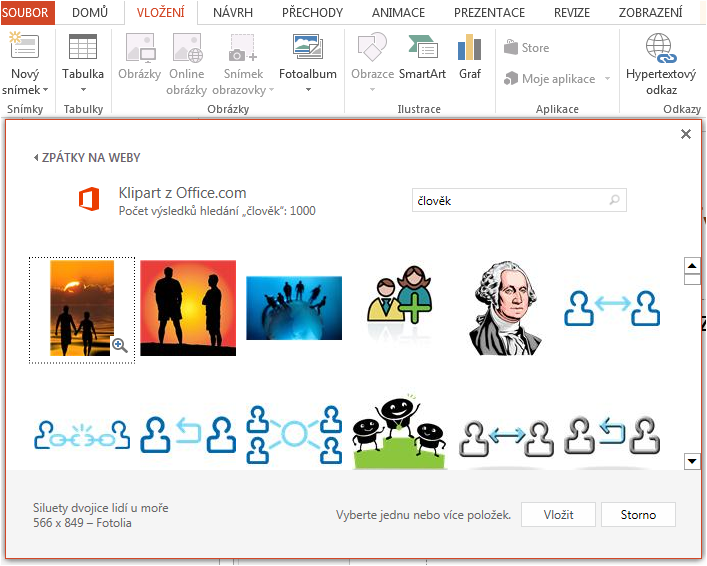 SOUBOR DOMŮ VLOŽENÍ NÁVRH PŘECHODY ANIMACE PREZENTACE REVIZE ZOBRAZENÍ
Nový snímek
Tabulka
Obrázky
Online obrázky
Snímek obrazovky
Fotoalbum
Obrazce
SmartArt
Graf
Store
Moje aplikace
Hypertextový odkaz
Snímky Tabulky Obrázky Ilustrace Aplikace Odkazy
ZPÁTKY NA WEBY
Klipart z Office.com
Počet výsledků hledání „člověk“: 1000
člověk
Siluety dvojice lidí u moře
566 x 849 – Fotolia
Vyberte jednu nebo více položek.
Vložit
Storno